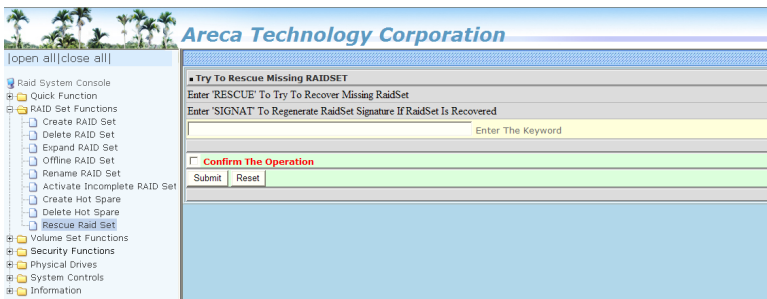 Areca Technology Corporation
|open all|close all|
Raid System Console
Quick Function
RAID Set Functions
Create RAID Set
Delete RAID Set
Expand RAID Set
Offline RAID Set
Rename RAID Set
Activate Incomplete RAID Set
Create Hot Spare
Delete Hot Spare
Rescue Raid Set
Volume Set Functions
Security Functions
Physical Drives
System Controls
Information
Try To Rescue Missing RAIDSET
Enter 'RESCUE' To Try To Recover Missing RaidSet
Enter 'SIGNAT' To Regenerate RaidSet Signature If RaidSet Is Recovered
Enter The Keyword
Confirm The Operation
Submit Reset